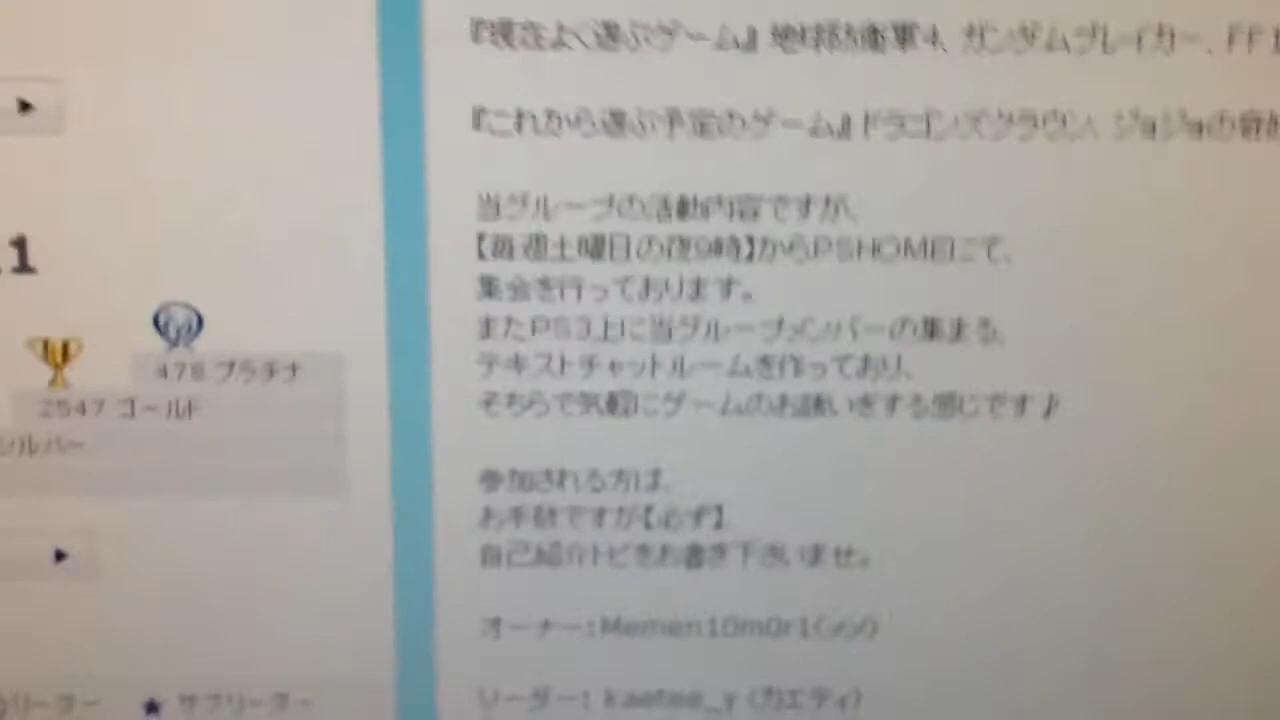 『現在よく遊ぶゲーム』地球防衛軍4、ガンダムブレイカー、FF
『これから遊ぶ予定のゲーム』ドラゴンズクラウン、ジョジョの
当グループの活動内容ですが、
【毎週土曜日の夜9時】からPSHOMEにて、
集会を行っております。
またPS3上に当グループメンバーの集まる、
テキストチャットルームを作っており、
そちらで気軽にゲームのお誘いをする感じです♪
参加される方は、
お手数ですが【必ず】
自己紹介トピをお書き下さいませ。
オーナー:Memen10m0r1
リーダー: kaetee_y (カエティ)
.1
478 プラチナ
2547 ゴールド
シルバー
リーダー ★ サブリーダー